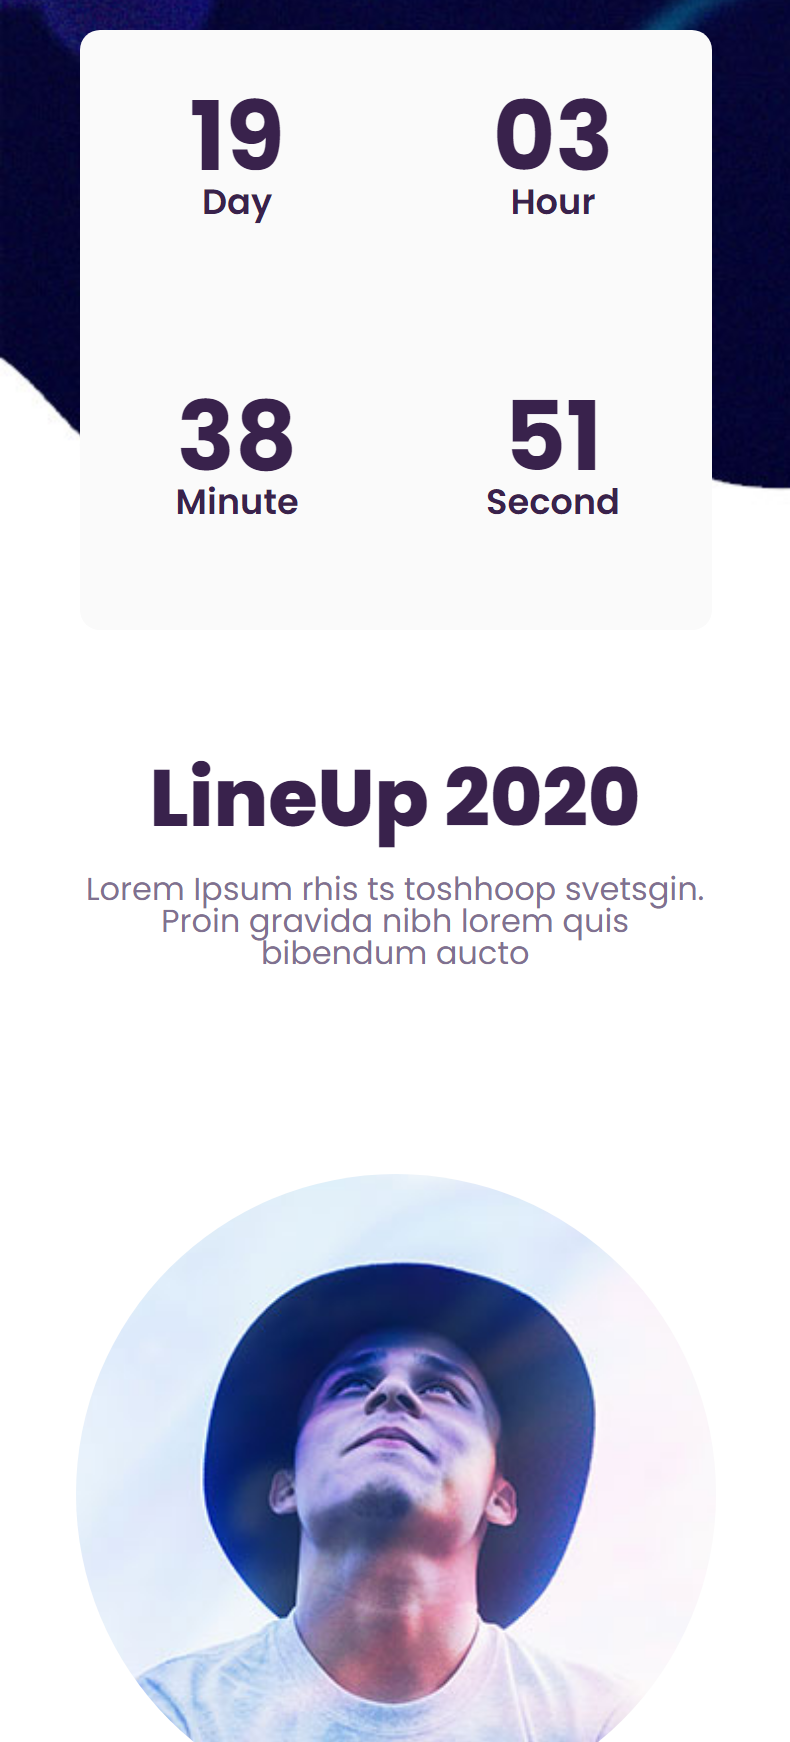 19 03
Day Hour
38 51
Minute Second
LineUp 2020
Lorem Ipsum rhis ts toshhoop svetsgin.
Proin gravida nibh lorem quis
bibendum aucto